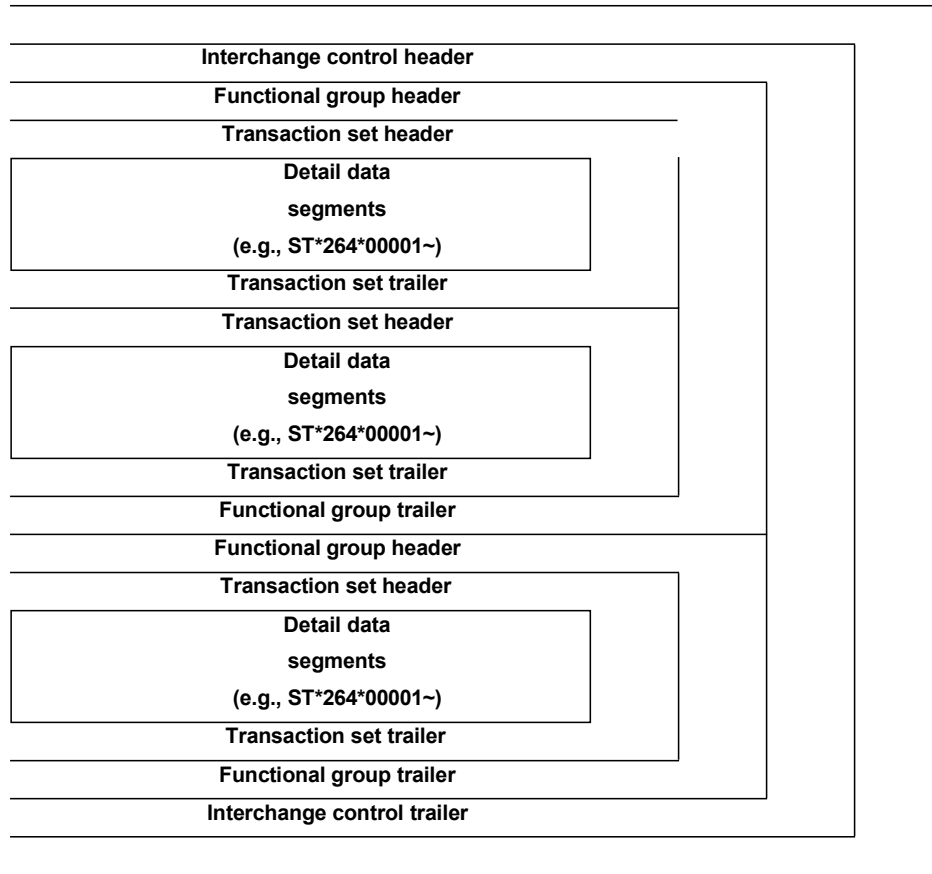 Interchange control header
Functional group header
Transaction set header
Detail data
segments
(e.g., ST*264*00001~)
Transaction set trailer
Transaction set header
Detail data
segments
(e.g., ST*264*00001~)
Transaction set trailer
Functional group trailer
Functional group header
Transaction set header
Detail data
segments
(e.g., ST*264*00001~)
Transaction set trailer
Functional group trailer
Interchange control trailer